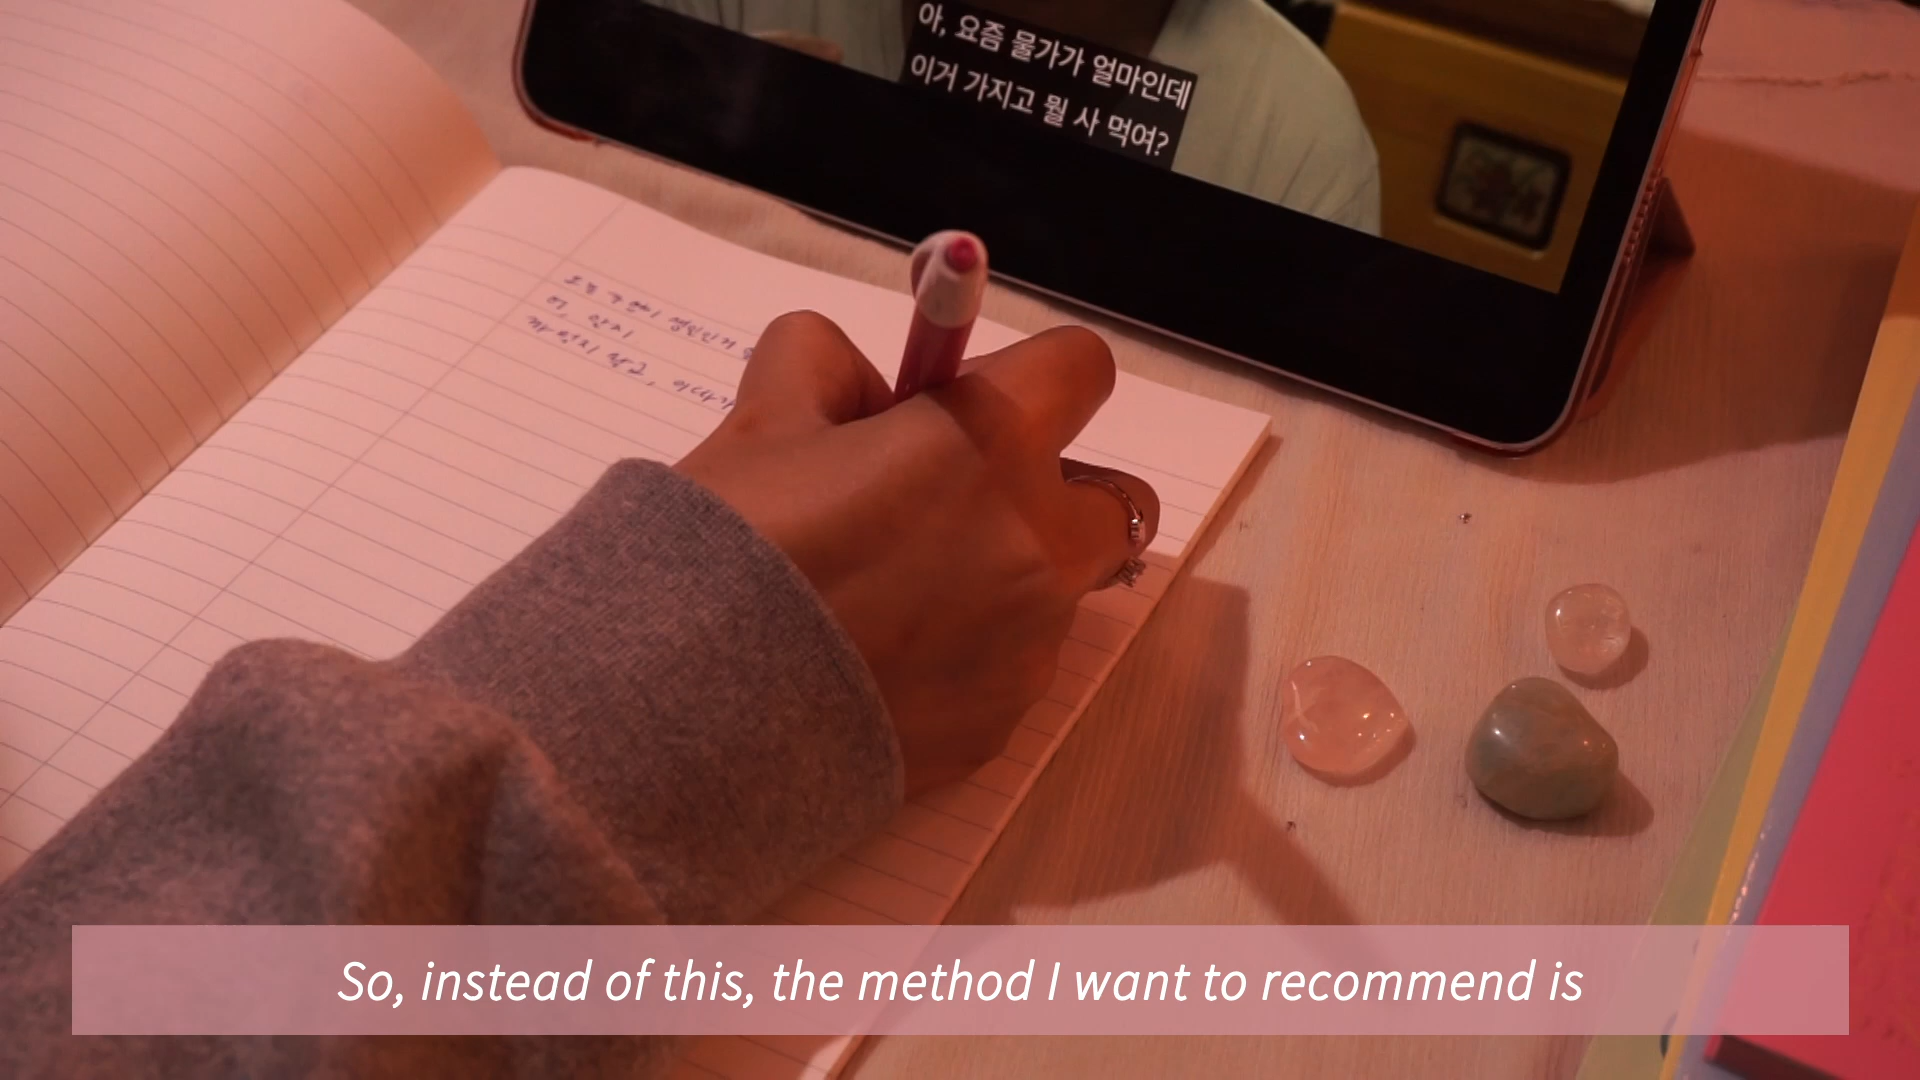 아, 요즘 물가가 얼마인데
이거 가지고 뭘 사 먹여?
So, instead of this, the method I want to recommend is